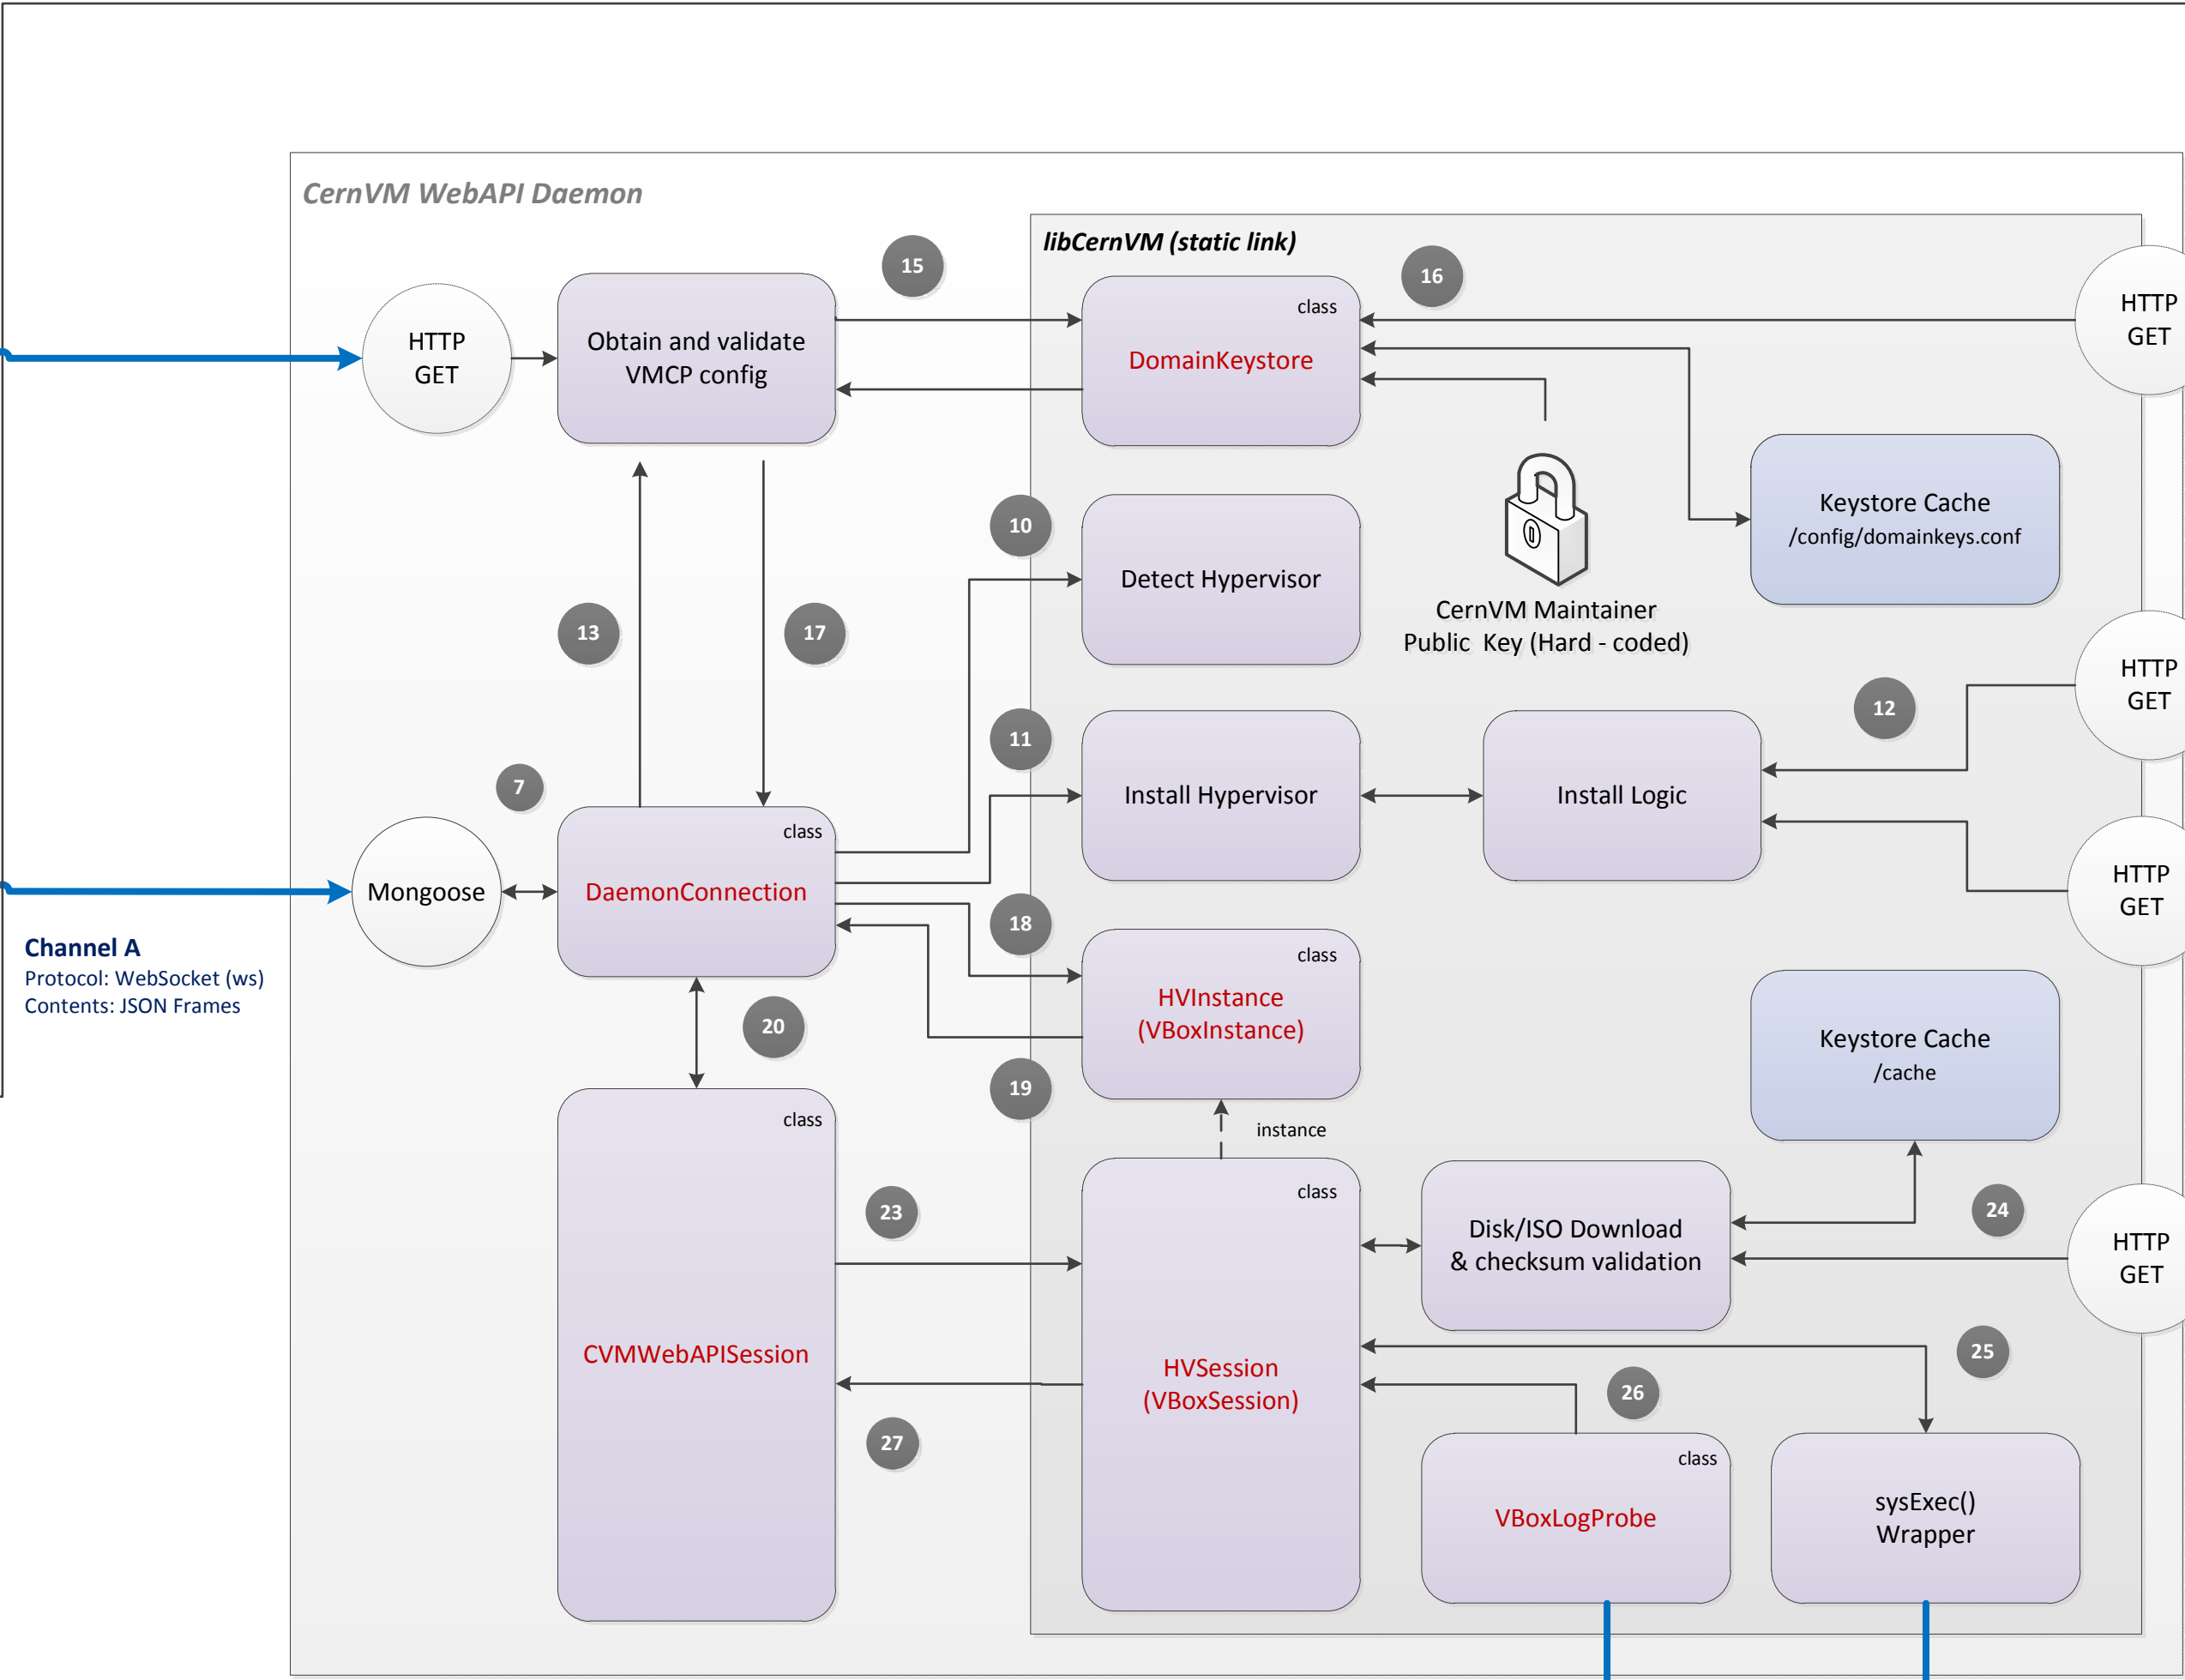 CernVM WebAPI Daemon
libCernVM (static link)
15
16
HTTP
GET
Obtain and validate
VMCP config
class
DomainKeystore
HTTP
GET
10
Detect Hypervisor
Keystore Cache
/config/domainkeys.conf
CernVM Maintainer
Public Key (Hard - coded)
13
17
HTTP
GET
12
11
Install Hypervisor
Install Logic
7
Mongoose
class
DaemonConnection
HTTP
GET
Channel A
Protocol: WebSocket (ws)
Contents: JSON Frames
18
class
HVInstance
(VBoxInstance)
20
19
Keystore Cache
/cache
instance
class
CVMWebAPISession
23
class
HVSession
(VBoxSession)
Disk/ISO Download
& checksum validation
24
HTTP
GET
25
26
27
class
VBoxLogProbe
sysExec()
Wrapper